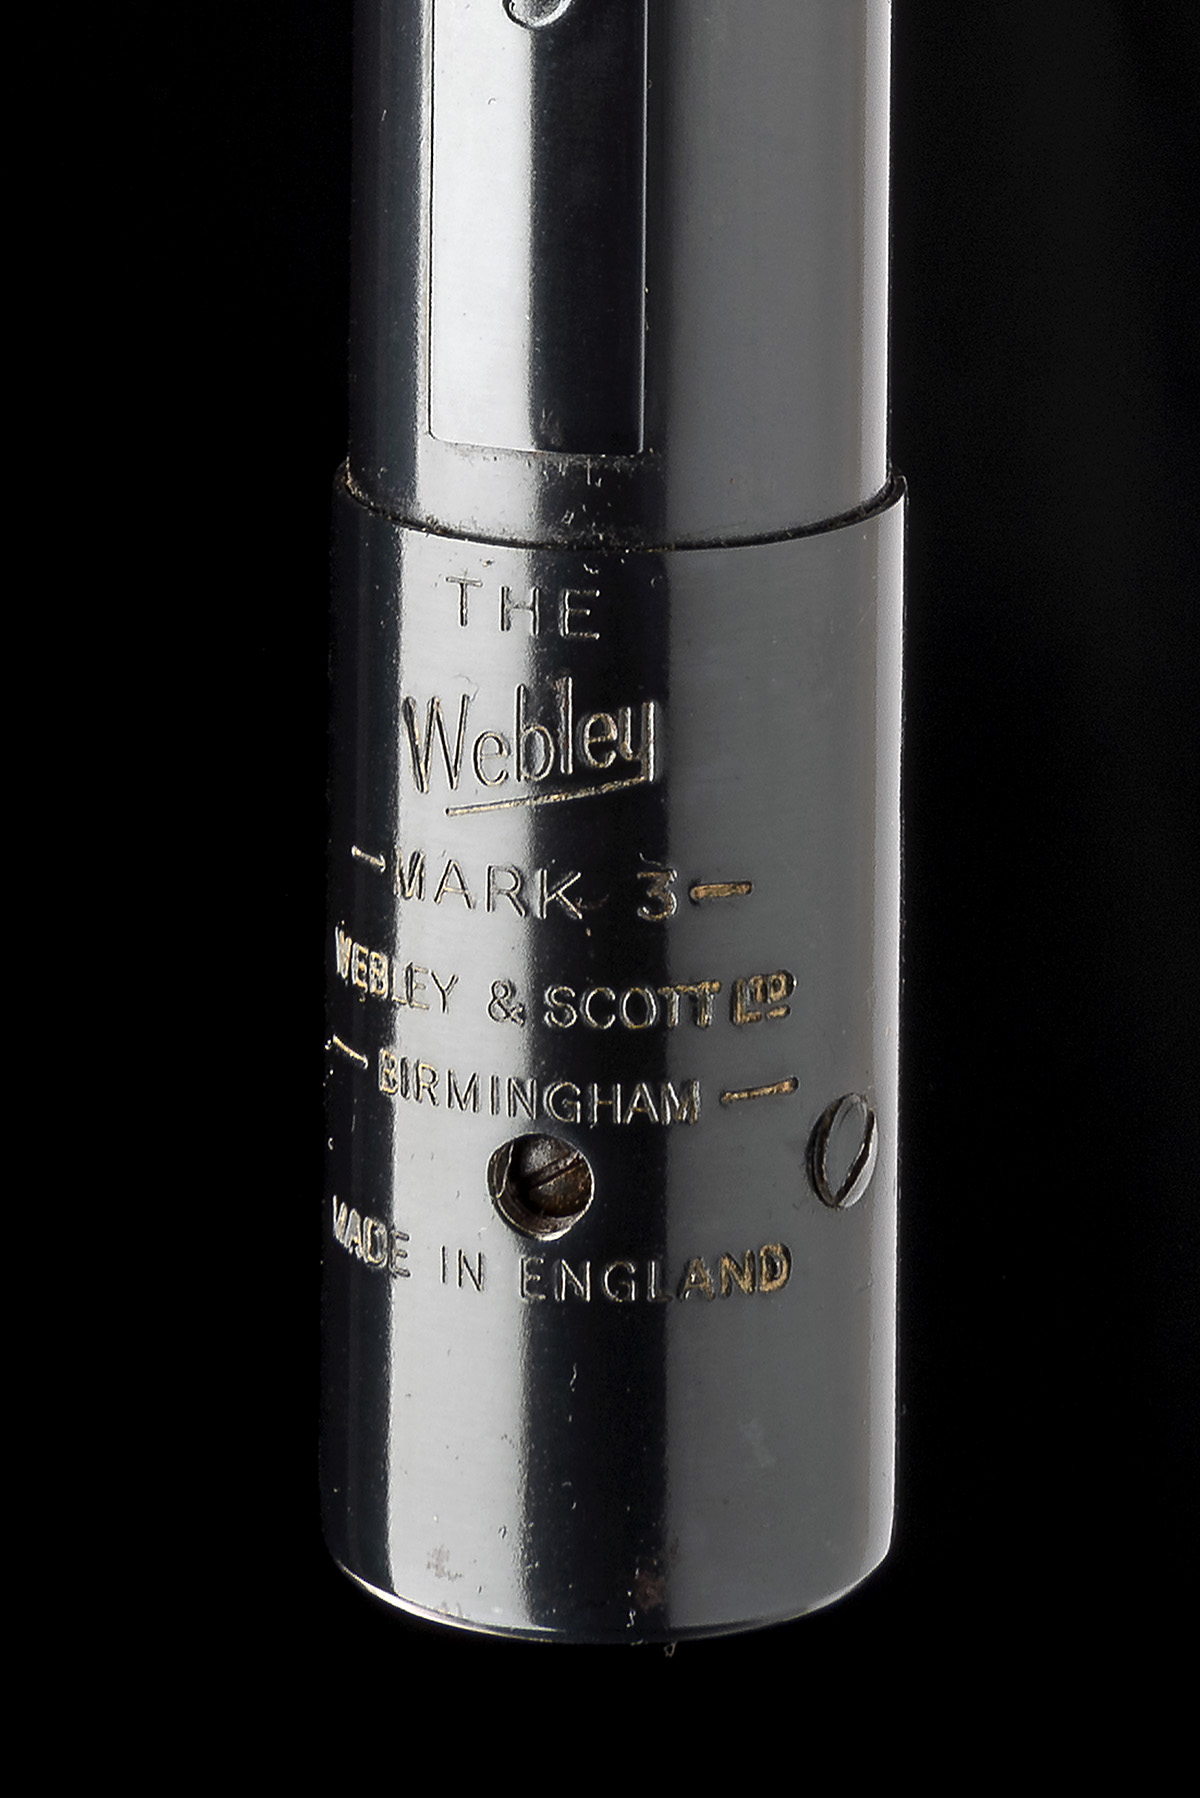 THE
Webley
- MARK 3 -
WEBLEY & SCOTT LTD
- BIRMINGHAM -
MADE IN ENGLAND